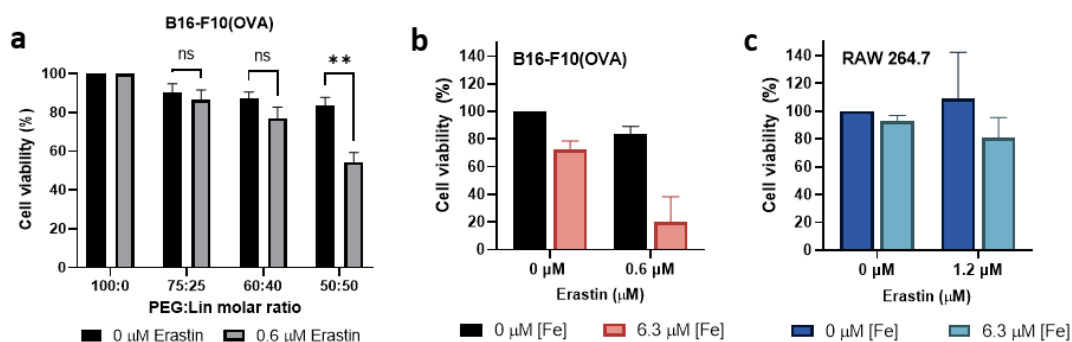 a
B16-F10(OVA)
ns
ns
**
Cell viability (%)
100
80
60
40
20
0
100:0 75:25 60:40 50:50
PEG:Lin molar ratio
0 μM Erastin 0.6 μM Erastin
b
B16-F10(OVA)
Cell viability (%)
140
120
100
80
60
40
20
0
0 μM 0.6 μM
Erastin (μM)
0 μM [Fe] 6.3 μM [Fe]
c
RAW 264.7
Cell viability (%)
140
120
100
80
60
40
20
0
0 μM 1.2 μM
Erastin (μM)
0 μM [Fe] 6.3 μM [Fe]